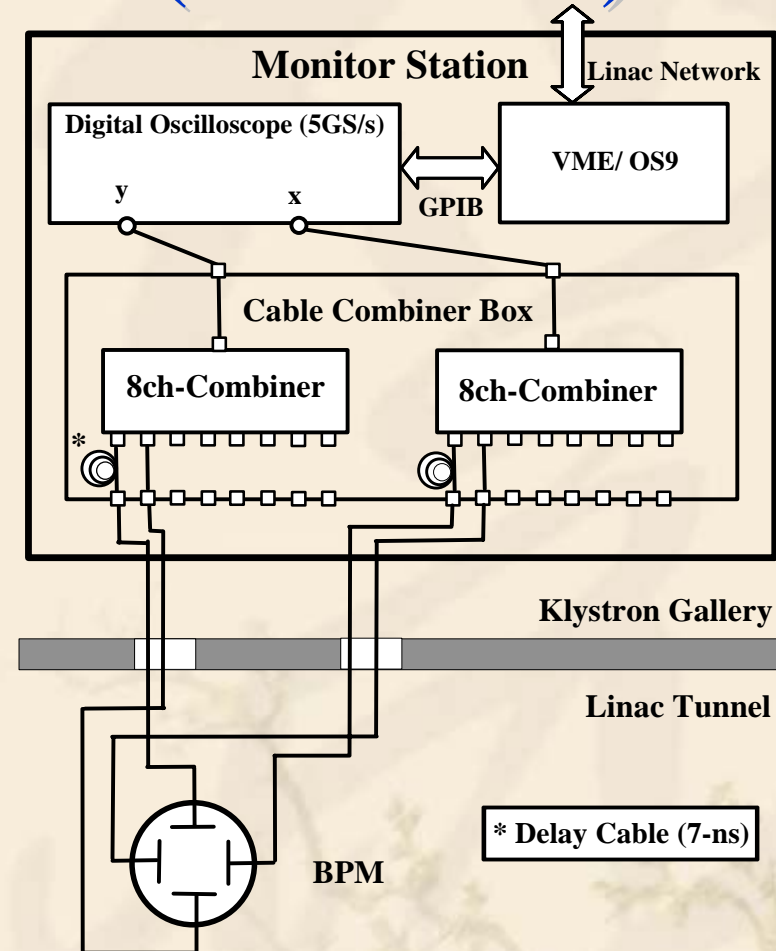 Monitor Station
Linac Network
Digital Oscilloscope (5GS/s)
VME/ OS9
y
x
GPIB
Cable Combiner Box
8ch-Combiner
8ch-Combiner
*
Klystron Gallery
Linac Tunnel
* Delay Cable (7-ns)
BPM